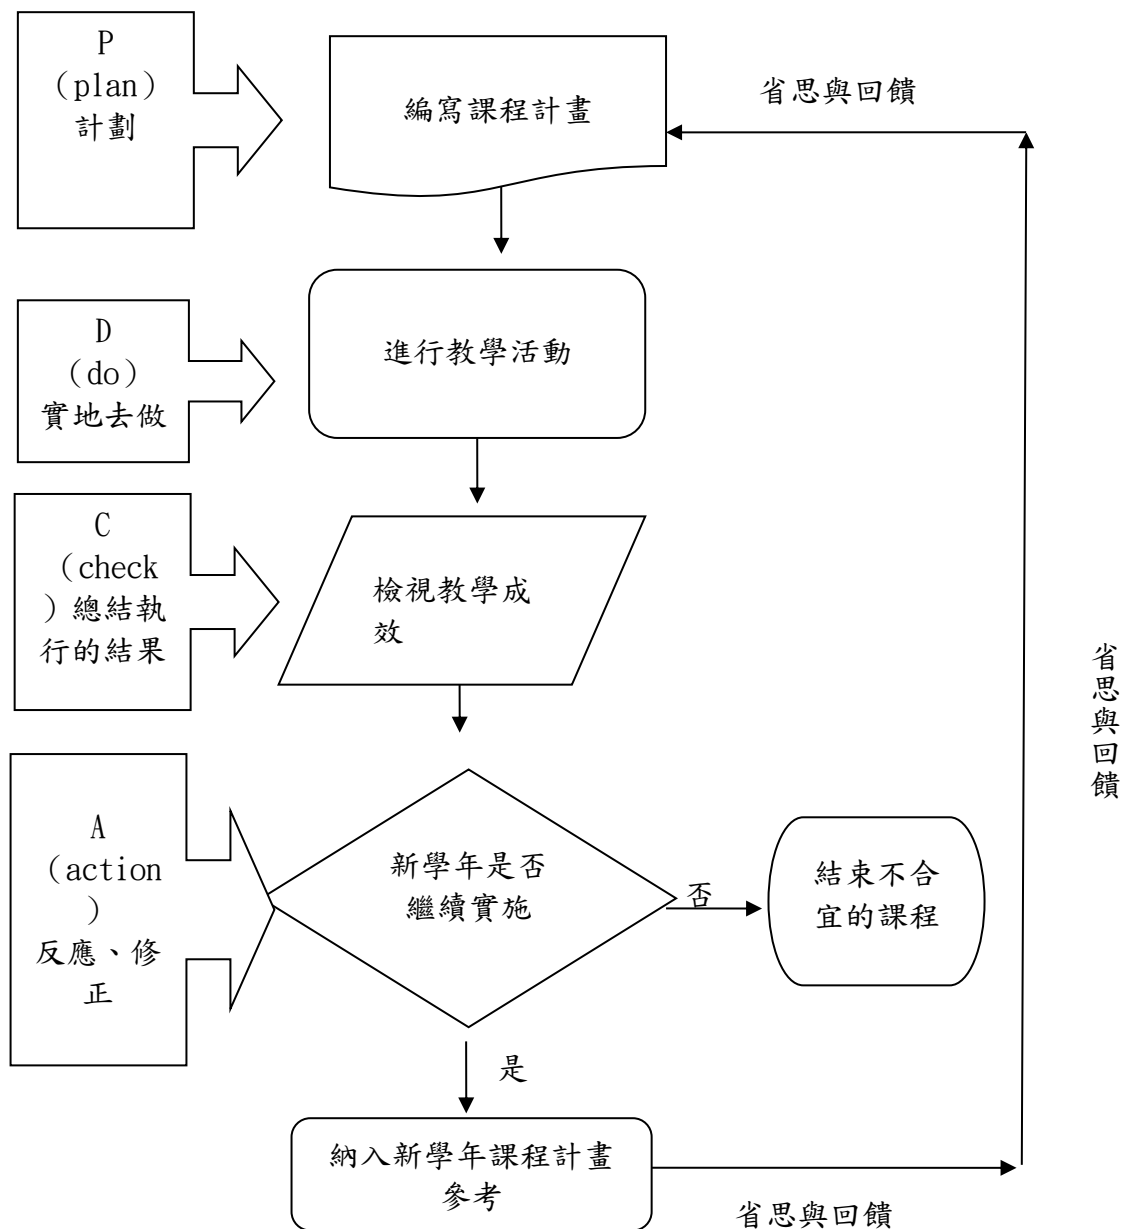 P
（plan）
計劃
編寫課程計畫
省思與回饋
D
（do）
實地去做
進行教學活動
C
（check
）總結執
行的結果
檢視教學成
效
省思與回饋
A
（action
）
反應、修
正
新學年是否
繼續實施
否
結束不合
宜的課程
是
納入新學年課程計畫
參考
省思與回饋